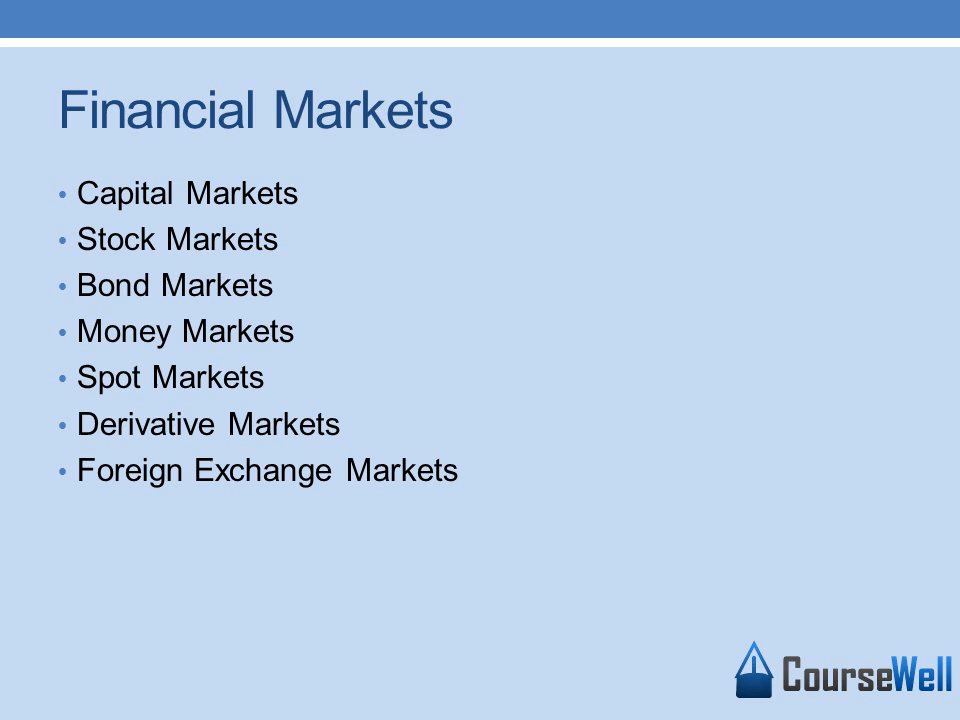 Financial Markets
• Capital Markets
• Stock Markets
• Bond Markets
• Money Markets
• Spot Markets
• Derivative Markets
• Foreign Exchange Markets
CourseWell